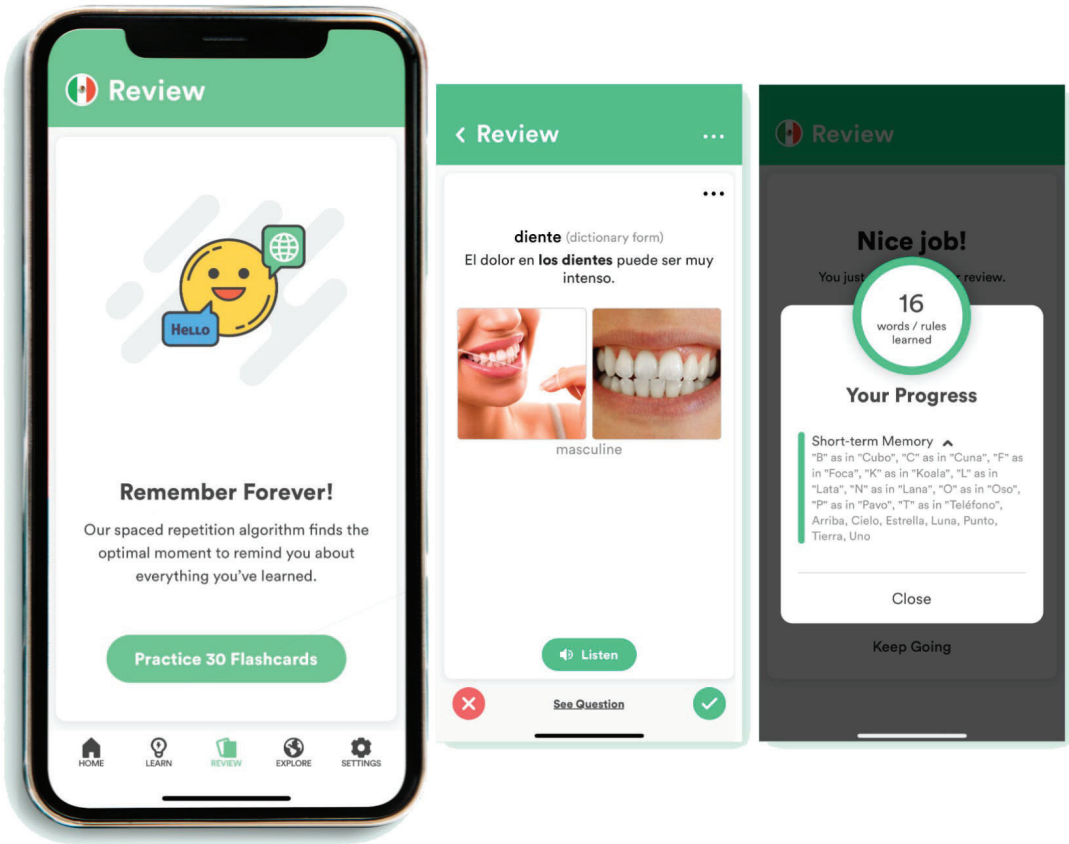 Review
Hello
Remember Forever!
Our spaced repetition algorithm finds the
optimal moment to remind you about
everything you've learned.
Practice 30 Flashcards
HOME
LEARN
REVIEW
EXPLORE
SETTINGS
Review
diente (dictionary form)
El dolor en los dientes puede ser muy
intenso.
masculine
Listen
See Question
Review
Nice job!
You just
review.
16
words / rules
learned
Your Progress
Short-term Memory
"B" as in "Cubo", "C" as in "Cuna", "F" as
in "Foca", "K" as in "Koala", "L" as in
"Lata", "N" as in "Lana", "O" as in "Oso",
"P" as in "Pavo", "T" as in "Teléfono",
Arriba, Cielo, Estrella, Luna, Punto,
Tierra, Uno
Close
Keep Going